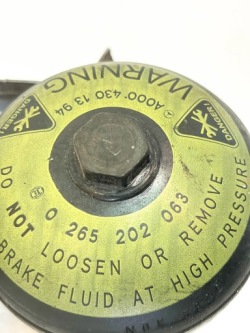 WARNING
A000 430 13 94
DANGER!
DANGER!
0 265 202 063
DO NOT LOOSEN OR REMOVE
BRAKE FLUID AT HIGH PRESSURE